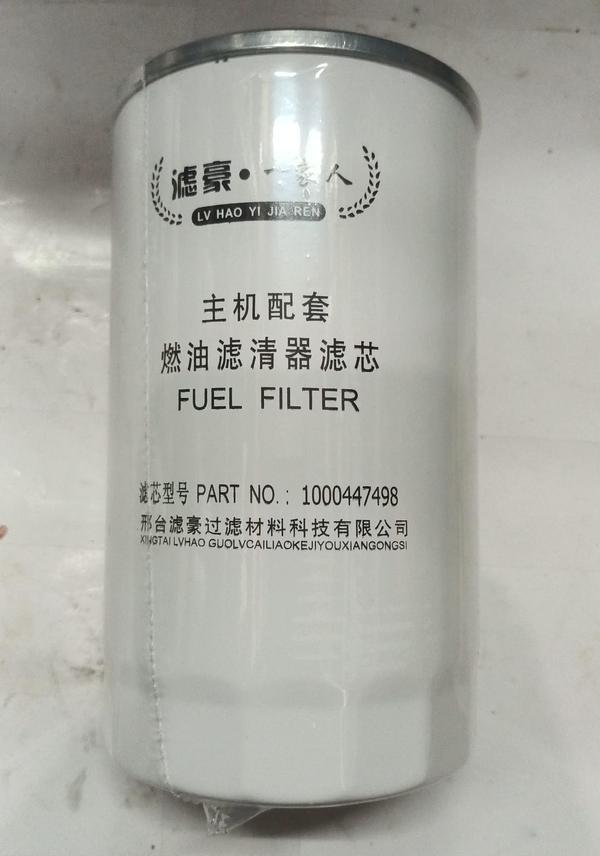 滤豪·一家人
LV HAO YI JIA REN
主机配套
燃油滤清器滤芯
FUEL FILTER
滤芯型号 PART NO.: 1000447498
邢台滤豪过滤材料科技有限公司
XINGTAI LVHAO GUOLVCAILIAOKEJIYOUXIANGONGSI